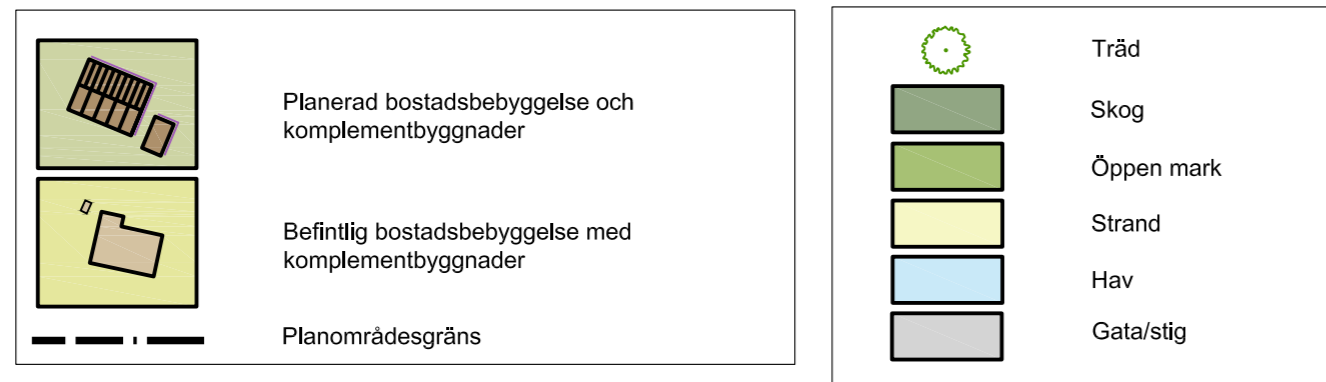 Planerad bostadsbebyggelse och
komplementbyggnader
Befintlig bostadsbebyggelse med
komplementbyggnader
Planområdesgräns
Träd
Skog
Öppen mark
Strand
Hav
Gata/stig